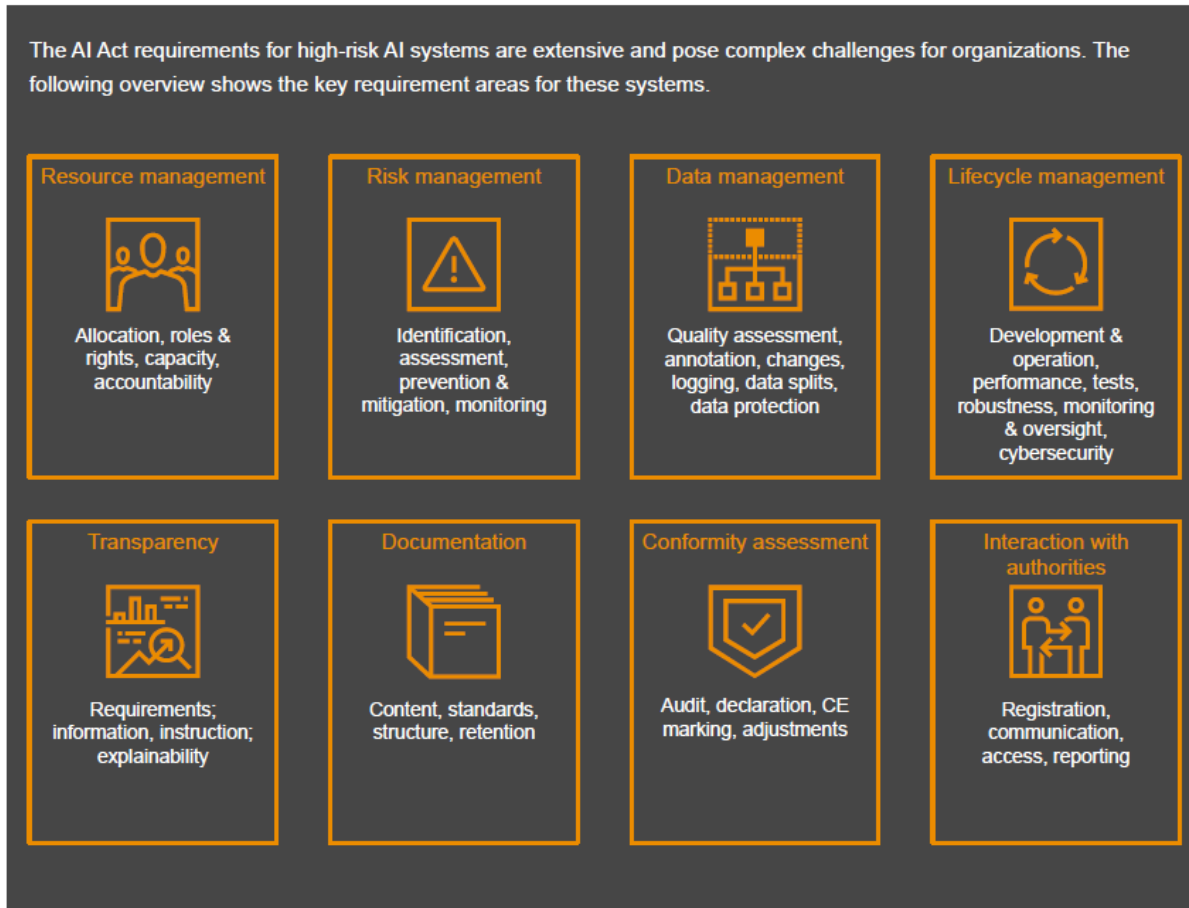 The AI Act requirements for high-risk AI systems are extensive and pose complex challenges for organizations. The
following overview shows the key requirement areas for these systems.
Resource management
Allocation, roles &
rights, capacity,
accountability
Risk management
Identification,
assessment,
prevention &
mitigation, monitoring
Data management
Quality assessment,
annotation, changes,
logging, data splits,
data protection
Lifecycle management
Development &
operation,
performance, tests,
robustness, monitoring
& oversight,
cybersecurity
Transparency
Requirements;
information, instruction;
explainability
Documentation
Content, standards,
structure, retention
Conformity assessment
Audit, declaration, CE
marking, adjustments
Interaction with
authorities
Registration,
communication,
access, reporting